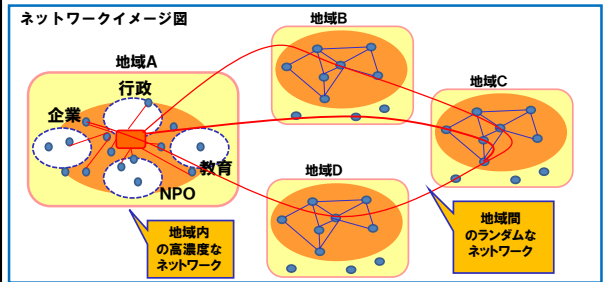 ネットワークイメージ図
地域B
地域A
行政
企業
地域C
教育
NPO
地域D
地域内
の高濃度な
ネットワーク
地域間
のランダムな
ネットワーク